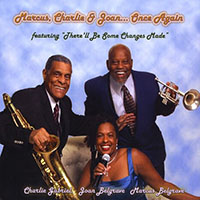 Marcus, Charlie & Joan... Once Again
featuring "There'll Be Some Changes Made"
Charlie Gabriel - Joan Belgrave - Marcus Belgrave